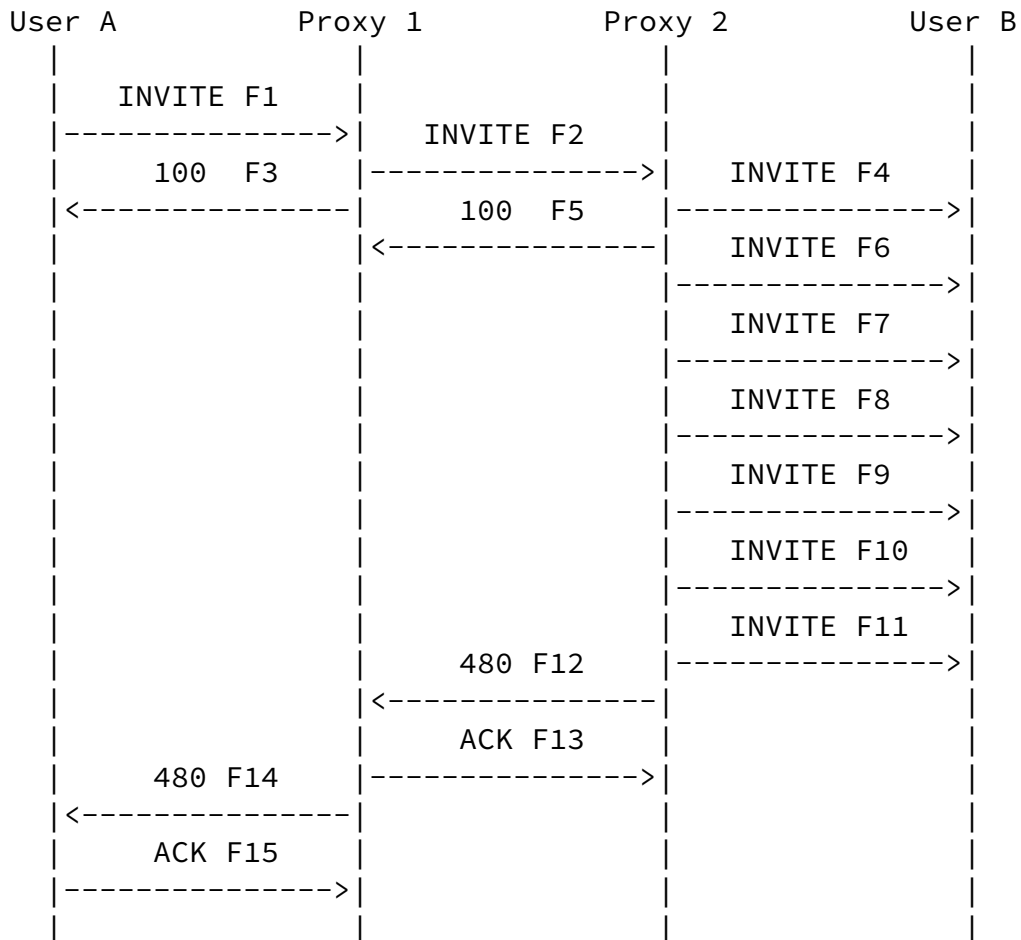 User A Proxy 1 Proxy 2 User B
INVITE F1
INVITE F2
100 F3 INVITE F4
100 F5
INVITE F6
INVITE F7
INVITE F8
INVITE F9
INVITE F10
INVITE F11
480 F12
ACK F13
480 F14
ACK F15